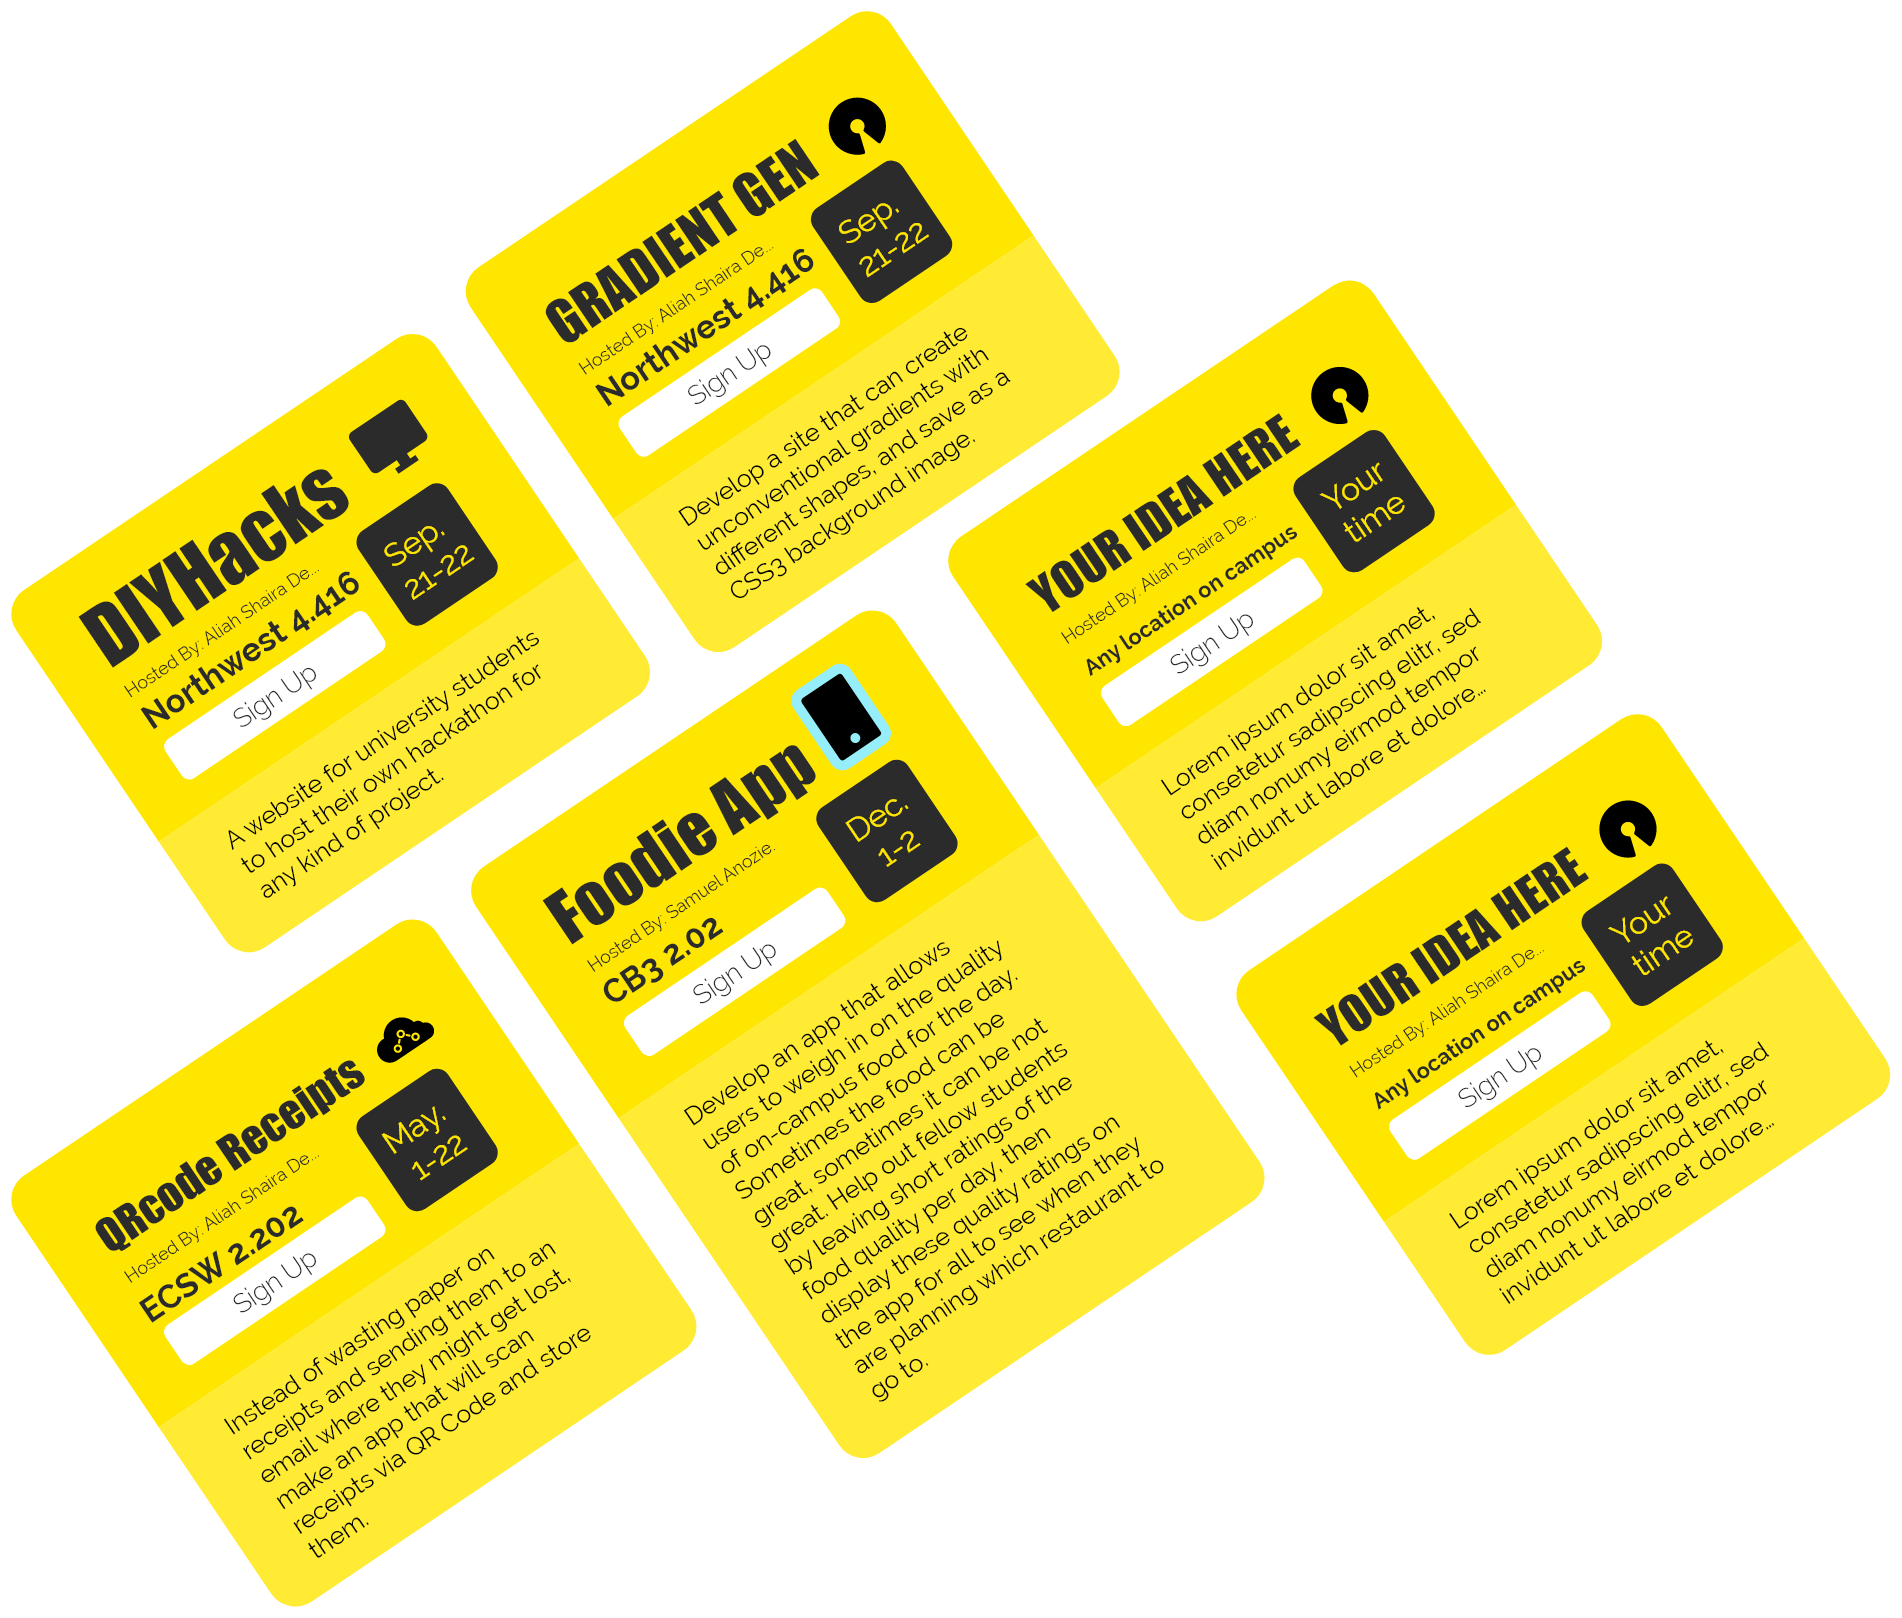 GRADIENT GEN
Hosted By: Aliah Shaira De...
Northwest 4.416
Sign Up
Sep.
21-22
Develop a site that can create
unconventional gradients with
different shapes, and save as a
CSS3 background image.
DIYHacks
Hosted By: Aliah Shaira De...
Northwest 4.416
Sign Up
Sep.
21-22
A website for university students
to host their own hackathon for
any kind of project.
YOUR IDEA HERE
Hosted By: Aliah Shaira De...
Any location on campus
Sign Up
Your
time
Lorem ipsum dolor sit amet,
consetetur sadipscing elitr, sed
diam nonumy eirmod tempor
invidunt ut labore et dolore...
Foodie App
Hosted By: Samuel Anozie.
CB3 2.02
Sign Up
Dec.
1-2
Develop an app that allows
users to weigh in on the quality
of on-campus food for the day.
Sometimes the food can be
great, sometimes it can be not
great. Help out fellow students
by leaving short ratings of the
food quality per day, then
display these quality ratings on
the app for all to see when they
are planning which restaurant to
go to.
YOUR IDEA HERE
Hosted By: Aliah Shaira De...
Any location on campus
Sign Up
Your
time
Lorem ipsum dolor sit amet,
consetetur sadipscing elitr, sed
diam nonumy eirmod tempor
invidunt ut labore et dolore...
QRcode Receipts
Hosted By: Aliah Shaira De...
ECSW 2.202
Sign Up
May.
1-22
Instead of wasting paper on
receipts and sending them to an
email where they might get lost,
make an app that will scan
receipts via QR Code and store
them.